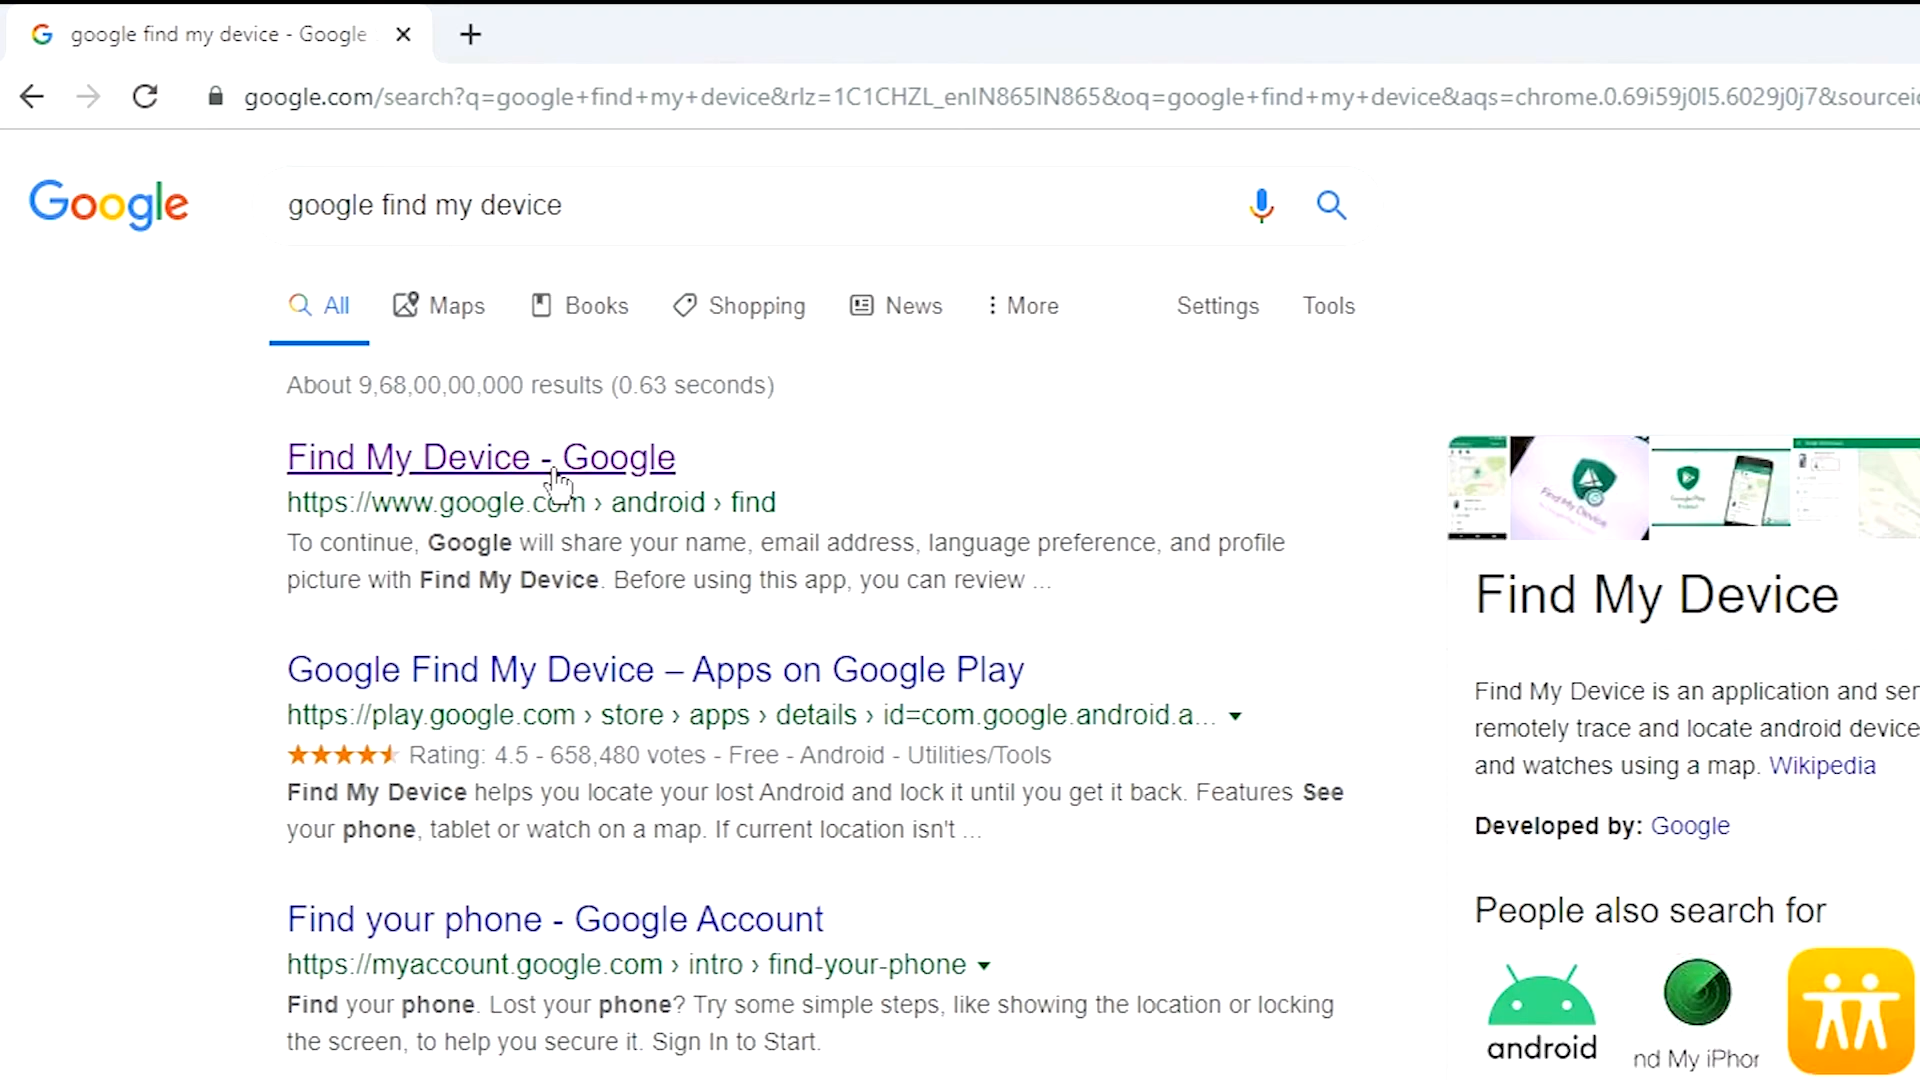 google find my device - Google
google.com/search?q=google+find+my+device&rlz=1C1CHZL_enIN865IN865&oq=google+find+my+device&aqs=chrome.0.69i59j0l5.6029j0j7&sourceid
Google
google find my device
All Maps Books Shopping News More Settings Tools
About 9,68,00,00,000 results (0.63 seconds)
Find My Device - Google
https://www.google.com › android › find
To continue, Google will share your name, email address, language preference, and profile
picture with Find My Device. Before using this app, you can review ...
Google Find My Device – Apps on Google Play
https://play.google.com › store › apps › details › id=com.google.android.a...
Rating: 4.5 - 658,480 votes - Free - Android - Utilities/Tools
Find My Device helps you locate your lost Android and lock it until you get it back. Features See
your phone, tablet or watch on a map. If current location isn't ...
Find your phone - Google Account
https://myaccount.google.com › intro › find-your-phone
Find your phone. Lost your phone? Try some simple steps, like showing the location or locking
the screen, to help you secure it. Sign In to Start.
Find My Device
Find My Device
Find My Device is an application and ser
remotely trace and locate android device
and watches using a map. Wikipedia
Developed by: Google
People also search for
android
nd My iPhon